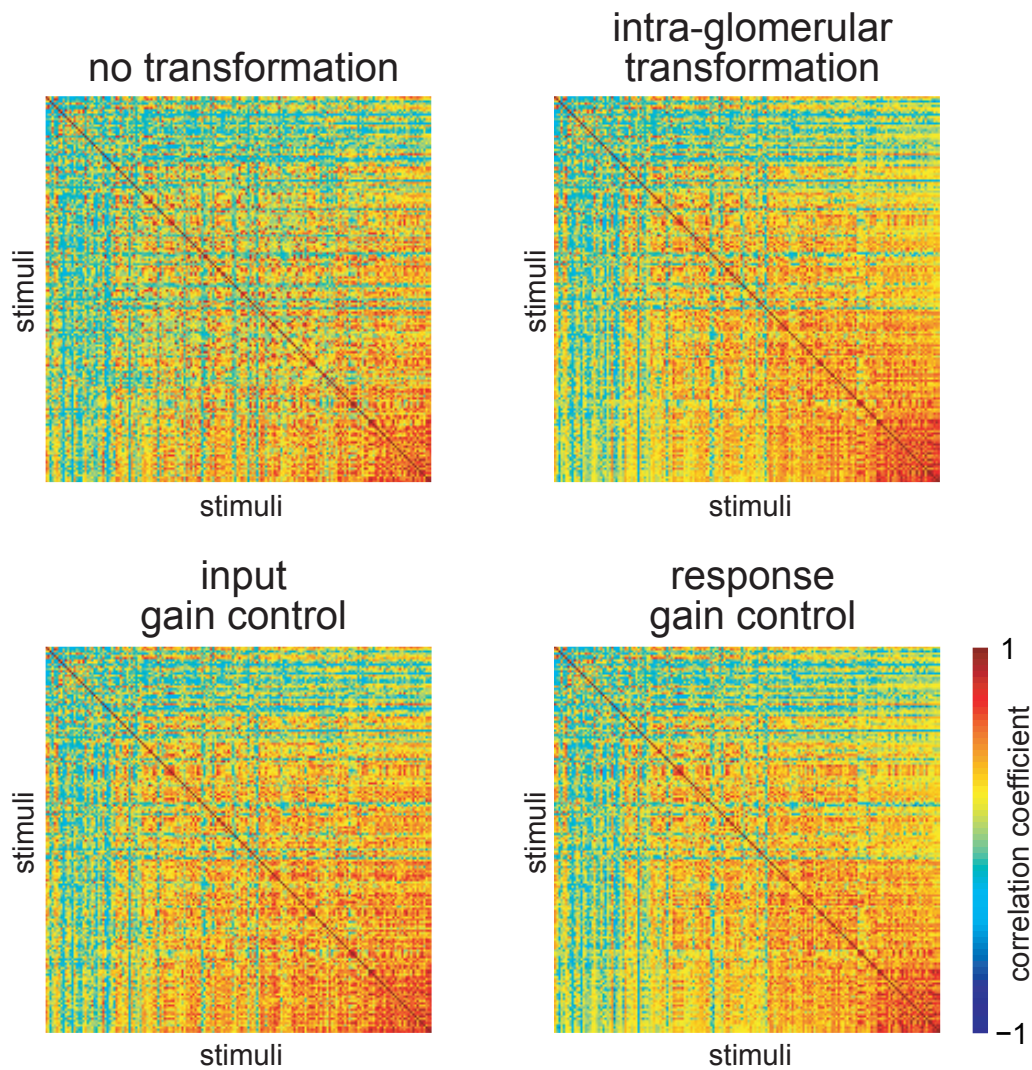 no transformation
intra-glomerular
transformation
stimuli
stimuli
stimuli
stimuli
input
gain control
response
gain control
stimuli
stimuli
stimuli
stimuli
1
correlation coefficient
−1